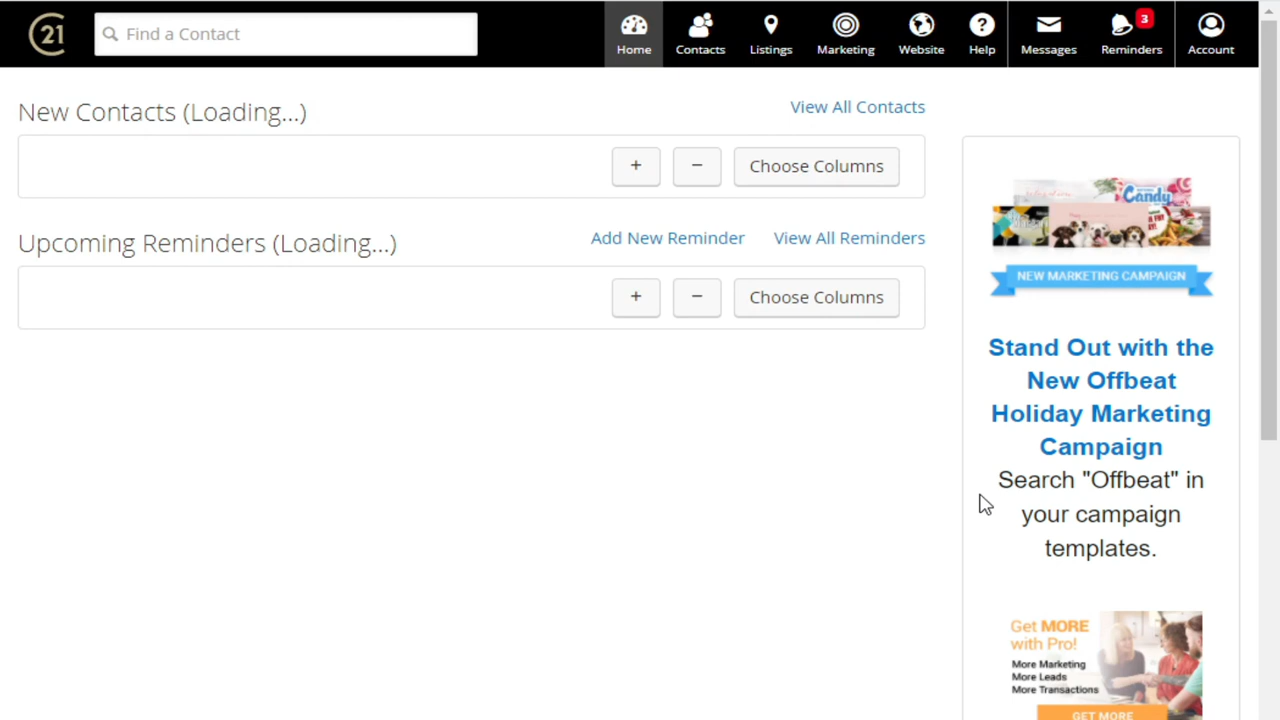 21
Find a Contact
Home
Contacts
Listings
Marketing
Website
Help
Messages
3
Reminders
Account
New Contacts (Loading...)
View All Contacts
+
−
Choose Columns
Upcoming Reminders (Loading...)
Add New Reminder
View All Reminders
+
−
Choose Columns
Candy
NEW MARKETING CAMPAIGN
Stand Out with the
New Offbeat
Holiday Marketing
Campaign
Search "Offbeat" in
your campaign
templates.
Get MORE
with Pro!
More Marketing
More Leads
More Transactions
GET MORE